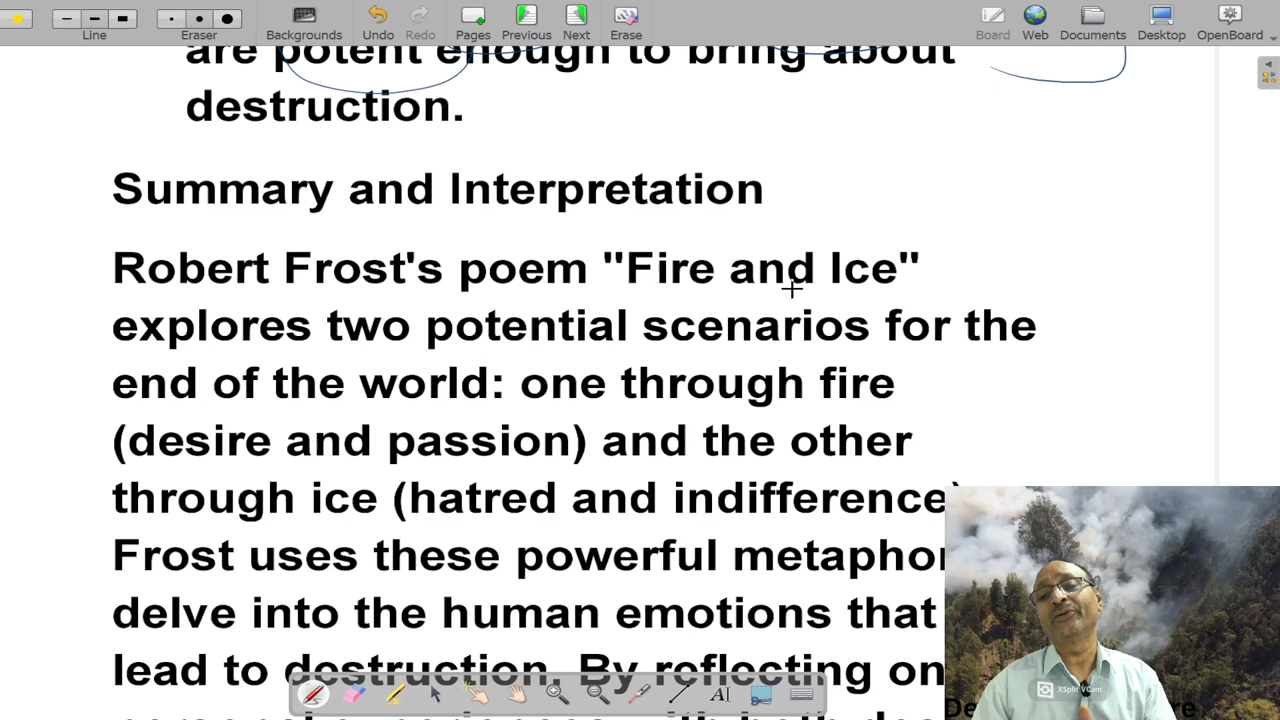 Line Eraser Backgrounds Undo Redo Pages Previous Next Erase Board Web Documents Desktop OpenBoard
are potent enough to bring about
destruction.
Summary and Interpretation
Robert Frost's poem "Fire and Ice"
explores two potential scenarios for the
end of the world: one through fire
(desire and passion) and the other
through ice (hatred and indifference)
Frost uses these powerful metaphor
delve into the human emotions that
lead to destruction. By reflecting on
XSplit VCam